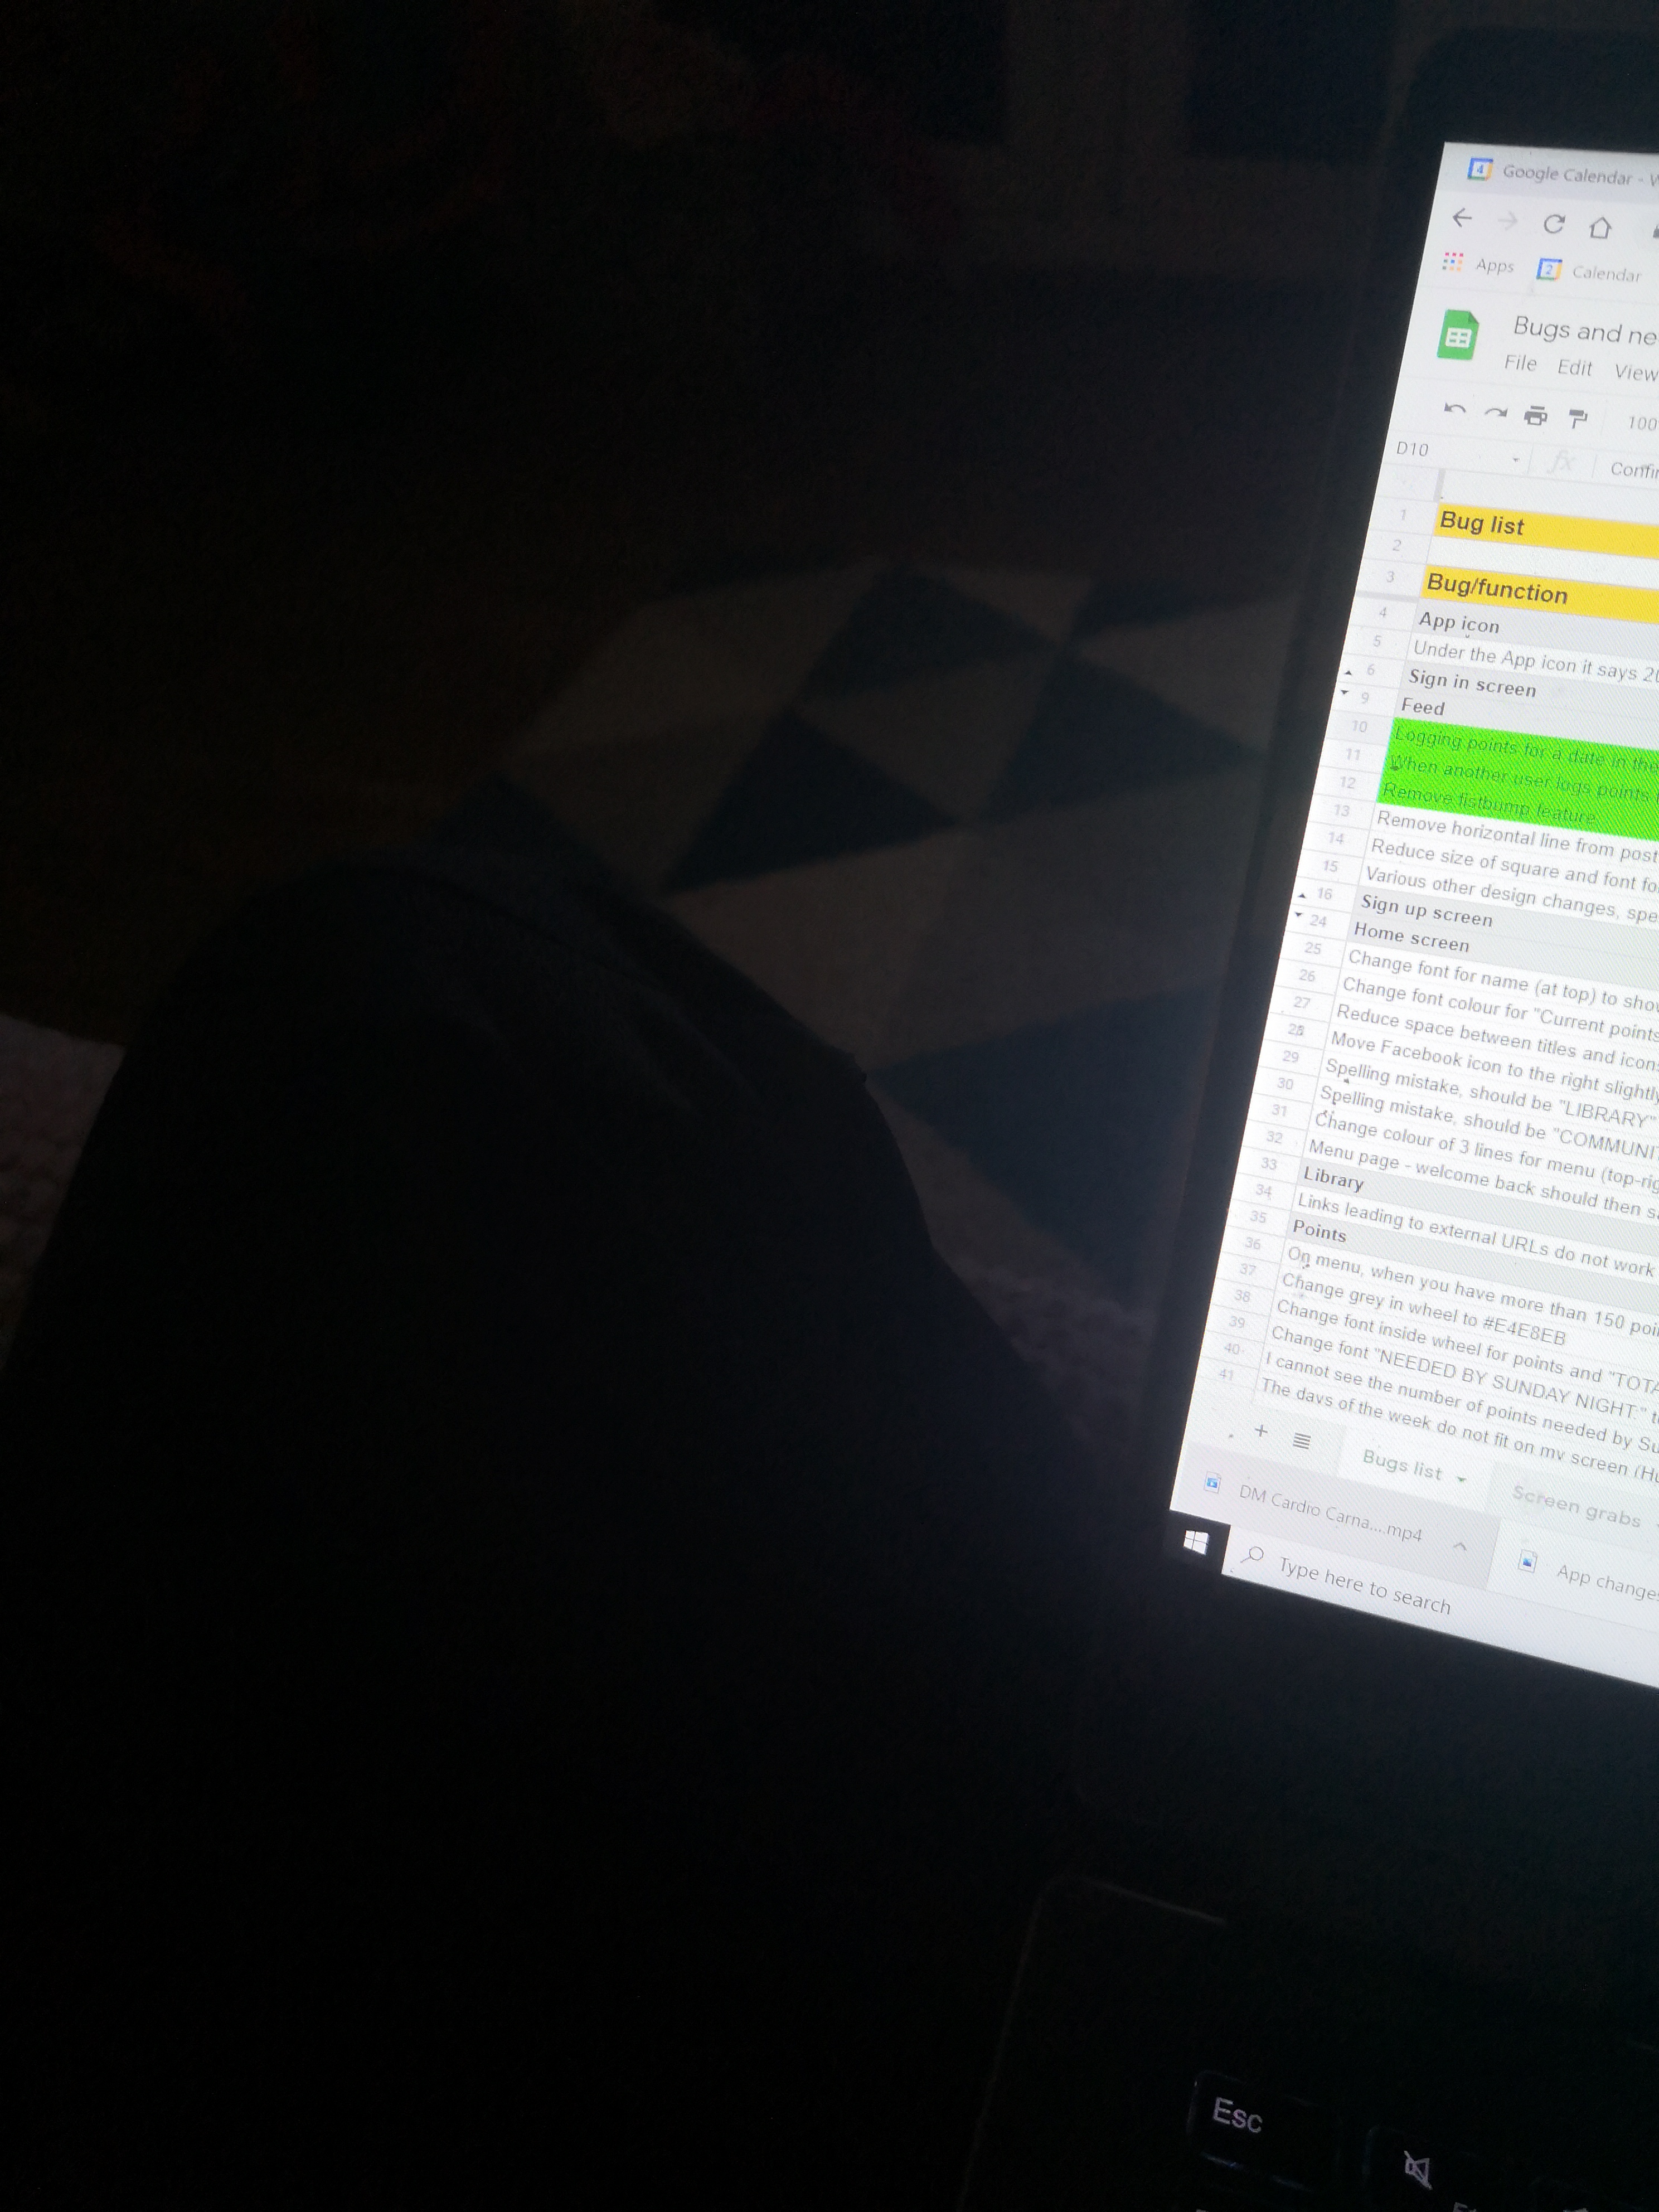 4 Google Calendar - W
Apps 2 Calendar
Bugs and ne
File Edit View
100
D10 fx Confir
1 Bug list
2
3 Bug/function
4 App icon
5 Under the App icon it says 20
6 Sign in screen
9 Feed
10 Logging points for a date in the
11 When another user logs points
12 Remove fistbump feature
13 Remove horizontal line from post
14 Reduce size of square and font fo
15 Various other design changes, spe
16 Sign up screen
24 Home screen
25 Change font for name (at top) to show
26 Change font colour for "Current points
27 Reduce space between titles and icons
28 Move Facebook icon to the right slightly
29 Spelling mistake, should be "LIBRARY"
30 Spelling mistake, should be "COMMUNIT
31 Change colour of 3 lines for menu (top-rig
32 Menu page - welcome back should then sa
33 Library
34 Links leading to external URLs do not work
35 Points
36 On menu, when you have more than 150 poin
37 Change grey in wheel to #E4E8EB
38 Change font inside wheel for points and "TOTA
39 Change font "NEEDED BY SUNDAY NIGHT:" to
40 I cannot see the number of points needed by Su
41 The days of the week do not fit on my screen (Hu
+ Bugs list Screen grabs
DM Cardio Carna....mp4 App changes
Type here to search
Esc